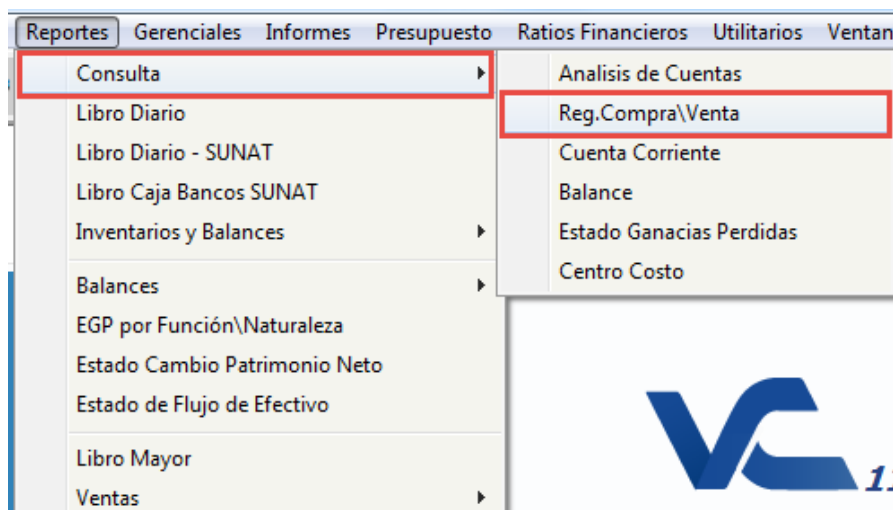 Reportes Gerenciales Informes Presupuesto Ratios Financieros Utilitarios
Consulta
Libro Diario
Libro Diario - SUNAT
Libro Caja Bancos SUNAT
Inventarios y Balances
Balances
EGP por Función\Naturaleza
Estado Cambio Patrimonio Neto
Estado de Flujo de Efectivo
Libro Mayor
Ventas
Analisis de Cuentas
Reg.Compra\Venta
Cuenta Corriente
Balance
Estado Ganacias Perdidas
Centro Costo
VC